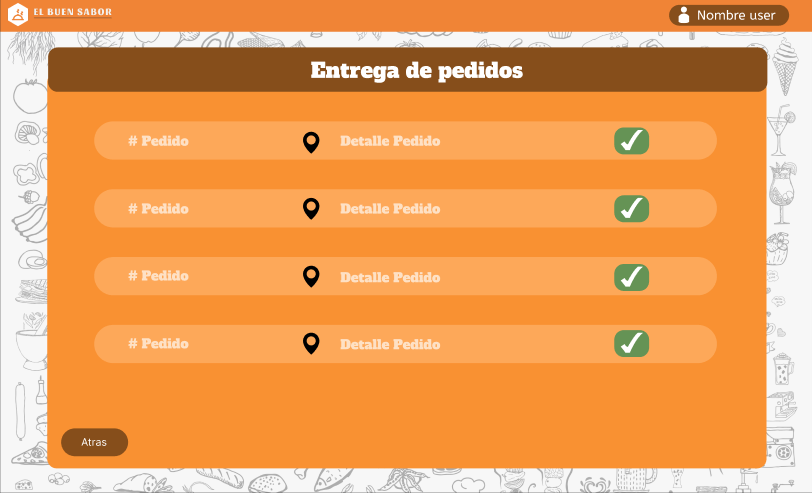 EL BUEN SABOR
Nombre user
Entrega de pedidos
# Pedido
Detalle Pedido
# Pedido
Detalle Pedido
# Pedido
Detalle Pedido
# Pedido
Detalle Pedido
Atras